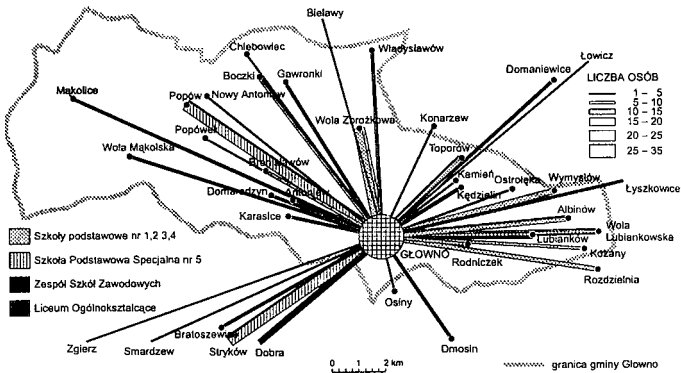 Bielawy
Chlebowiec
Władysławów
Łowicz
Boczki
Gawronki
Domaniewice
LICZBA OSÓB
Mąkolice
Popów
Nowy Antoniew
1 – 5
5 – 10
10 – 15
15 – 20
20 – 25
25 – 35
Wola Zbrożkowa
Konarzew
Popówek
Toporów
Wola Mąkolska
Bronisławów
Kamień
Ostrołęka
Wymysłów
Łyszkowice
Domaradzyn
Antoniew
Kędzielin
Karasice
Albinów
Wola
Lubiankowska
Lubianków
Szkoły podstawowe nr 1,2 3,4
Szkoła Podstawowa Specjalna nr 5
Zespół Szkół Zawodowych
Liceum Ogólnokształcące
GŁOWNO
Rodniczek
Kozany
Rozdzielnia
Osiny
Bratoszewice
Zgierz
Smardzew
Stryków
Dobra
Dmosin
0 1 2 km
granica gminy Głowno